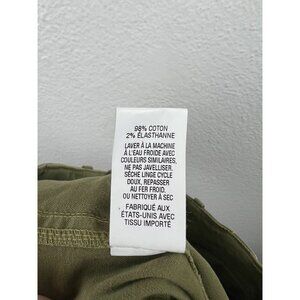 98% COTON
2% ÉLASTHANNE
LAVER À LA MACHINE
À L'EAU FROIDE AVEC
COULEURS SIMILAIRES,
NE PAS JAVELLISER.
SÈCHE LINGE CYCLE
DOUX, REPASSER
AU FER FROID.
OU NETTOYER À SEC
FABRIQUÉ AUX
ÉTATS-UNIS AVEC
TISSU IMPORTÉ